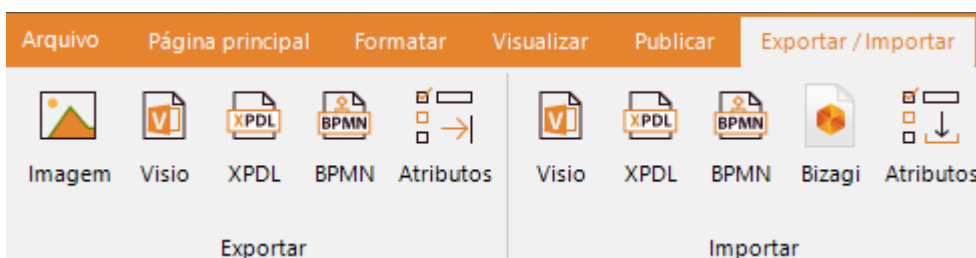 Arquivo Página principal Formatar Visualizar Publicar Exportar / Importar
V XPDL BPMN V XPDL BPMN
Imagem Visio XPDL BPMN Atributos Visio XPDL BPMN Bizagi Atributos
Exportar Importar